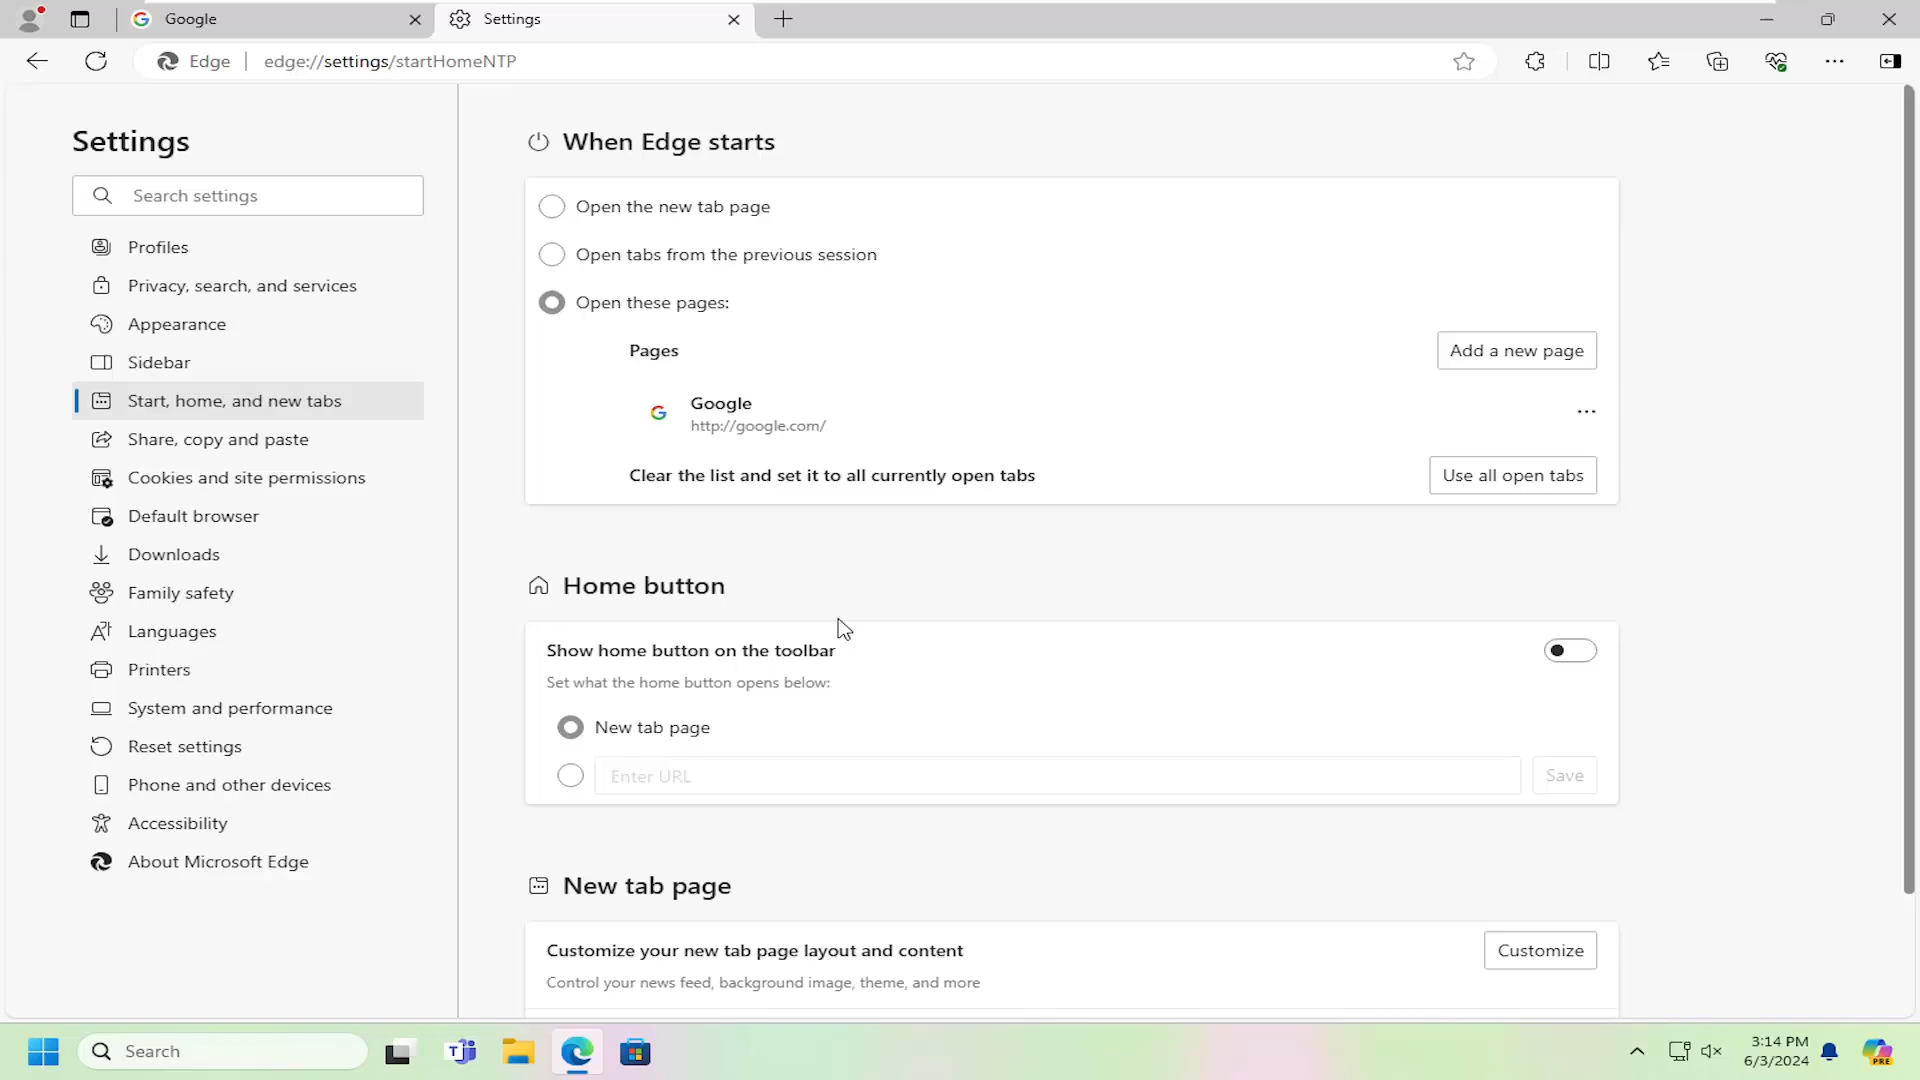 Google
Settings
Edge
edge://settings/startHomeNTP
Settings
Search settings
Profiles
Privacy, search, and services
Appearance
Sidebar
Start, home, and new tabs
Share, copy and paste
Cookies and site permissions
Default browser
Downloads
Family safety
Languages
Printers
System and performance
Reset settings
Phone and other devices
Accessibility
About Microsoft Edge
When Edge starts
Open the new tab page
Open tabs from the previous session
Open these pages:
Pages
Add a new page
Google
http://google.com/
Clear the list and set it to all currently open tabs
Use all open tabs
Home button
Show home button on the toolbar
Set what the home button opens below:
New tab page
Enter URL
Save
New tab page
Customize your new tab page layout and content
Customize
Control your news feed, background image, theme, and more
Search
3:14 PM
6/3/2024
PRE